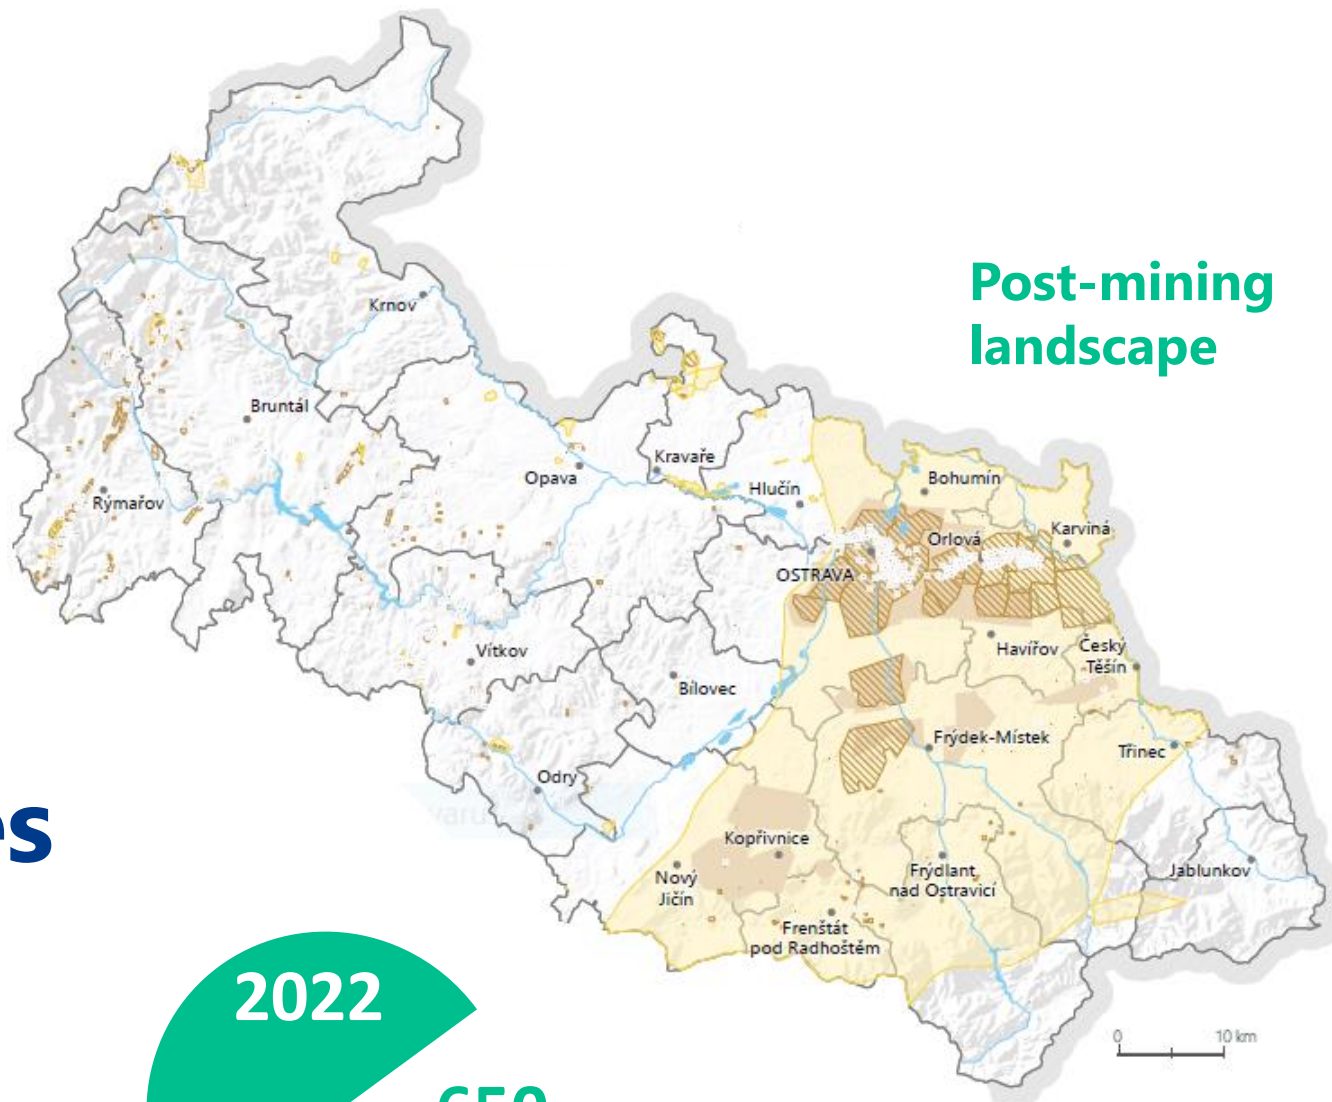 Post-mining
landscape
Krnov
Bruntál
Kravaře
Opava
Hlučín
Bohumín
Rýmařov
Karviná
Orlová
OSTRAVA
Havířov
Český
Těšín
Vítkov
Bílovec
Frýdek-Místek
Třinec
Odry
Kopřivnice
Nový
Jičín
Frýdlant
nad Ostravicí
Jablunkov
Frenštát
pod Radhoštěm
2022
0 10 km